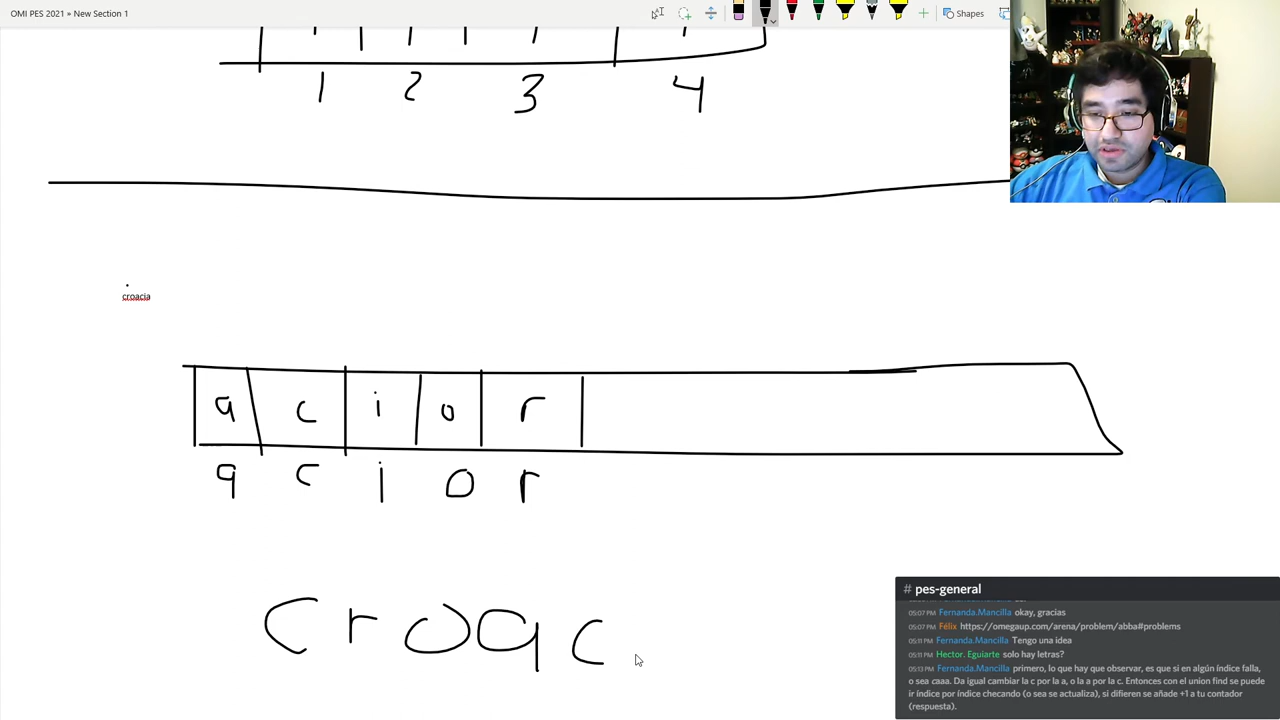 OMI PES 2021 » New Section 1
Shapes
1 2 3 4
croacia
a c i o r
a c i o r
c r o a c
# pes-general
05:07 PM Fernanda.Mancilla okay, gracias
05:07 PM Félix https://omegaup.com/arena/problem/abba#problems
05:11 PM Fernanda.Mancilla Tengo una idea
05:11 PM Hector. Eguiarte solo hay letras?
05:13 PM Fernanda.Mancilla primero, lo que hay que observar, es que si en algún índice falla,
o sea caaa. Da igual cambiar la c por la a, o la a por la c. Entonces con el union find se puede
ir índice por índice checando (o sea se actualiza), si difieren se añade +1 a tu contador
(respuesta).